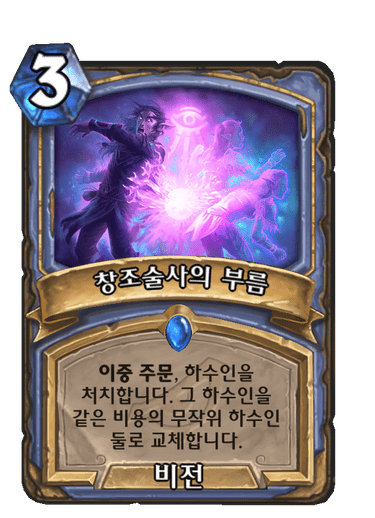 3
창조술사의 부름
이중 주문, 하수인을
처치합니다. 그 하수인을
같은 비용의 무작위 하수인
둘로 교체합니다.
비전